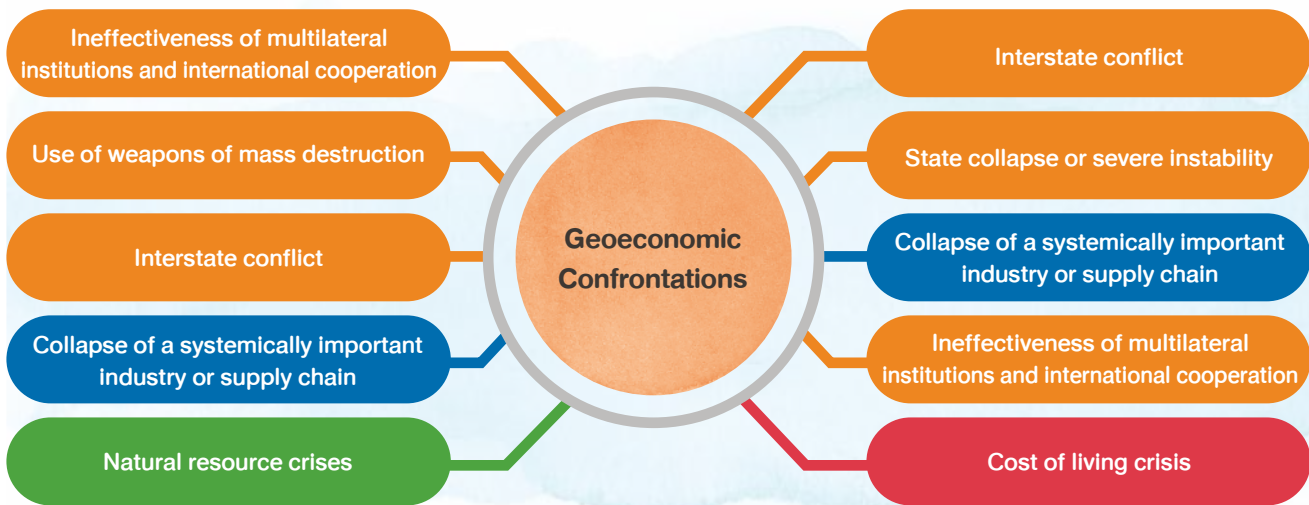 Ineffectiveness of multilateral
institutions and international cooperation
Use of weapons of mass destruction
Interstate conflict
Collapse of a systemically important
industry or supply chain
Natural resource crises
Geoeconomic
Confrontations
Interstate conflict
State collapse or severe instability
Collapse of a systemically important
industry or supply chain
Ineffectiveness of multilateral
institutions and international cooperation
Cost of living crisis